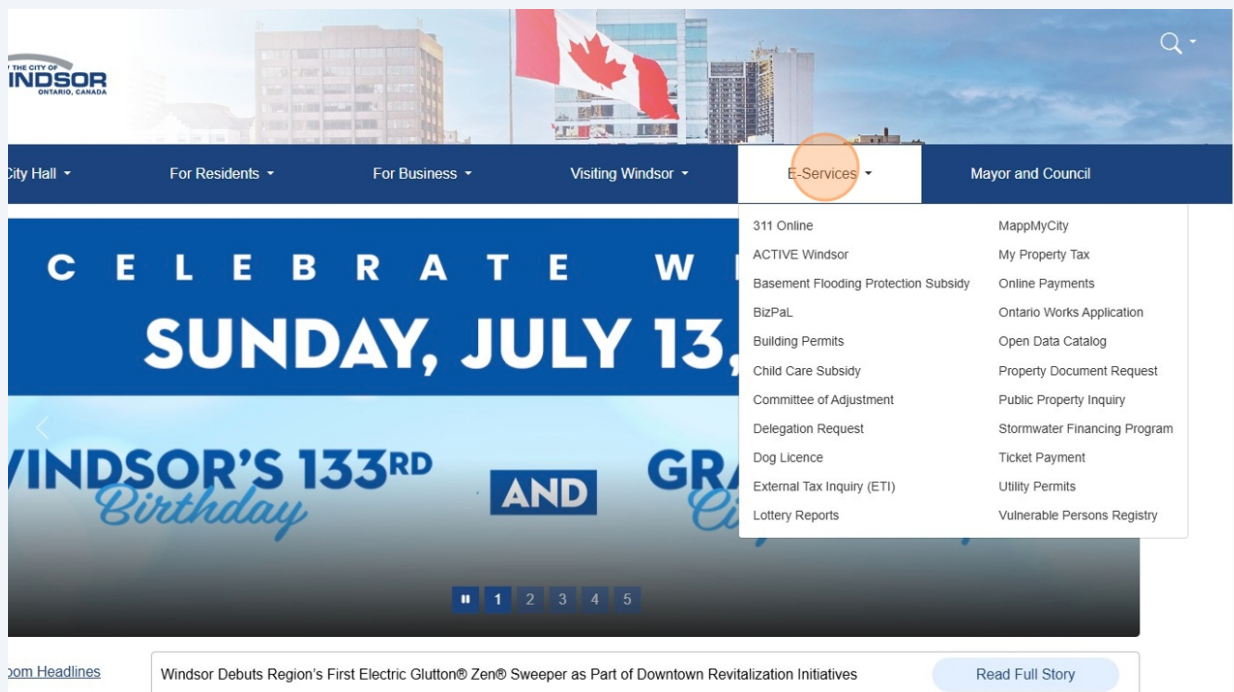 THE CITY OF
INDSOR
ONTARIO, CANADA
City Hall
For Residents
For Business
Visiting Windsor
E-Services
Mayor and Council
311 Online
ACTIVE Windsor
Basement Flooding Protection Subsidy
BizPaL
Building Permits
Child Care Subsidy
Committee of Adjustment
Delegation Request
Dog Licence
External Tax Inquiry (ETI)
Lottery Reports
MappMyCity
My Property Tax
Online Payments
Ontario Works Application
Open Data Catalog
Property Document Request
Public Property Inquiry
Stormwater Financing Program
Ticket Payment
Utility Permits
Vulnerable Persons Registry
CELEBRATE W
SUNDAY, JULY 13,
INDSOR'S 133RD
Birthday
AND
GRA
1 2 3 4 5
oom Headlines
Windsor Debuts Region's First Electric Glutton® Zen® Sweeper as Part of Downtown Revitalization Initiatives
Read Full Story